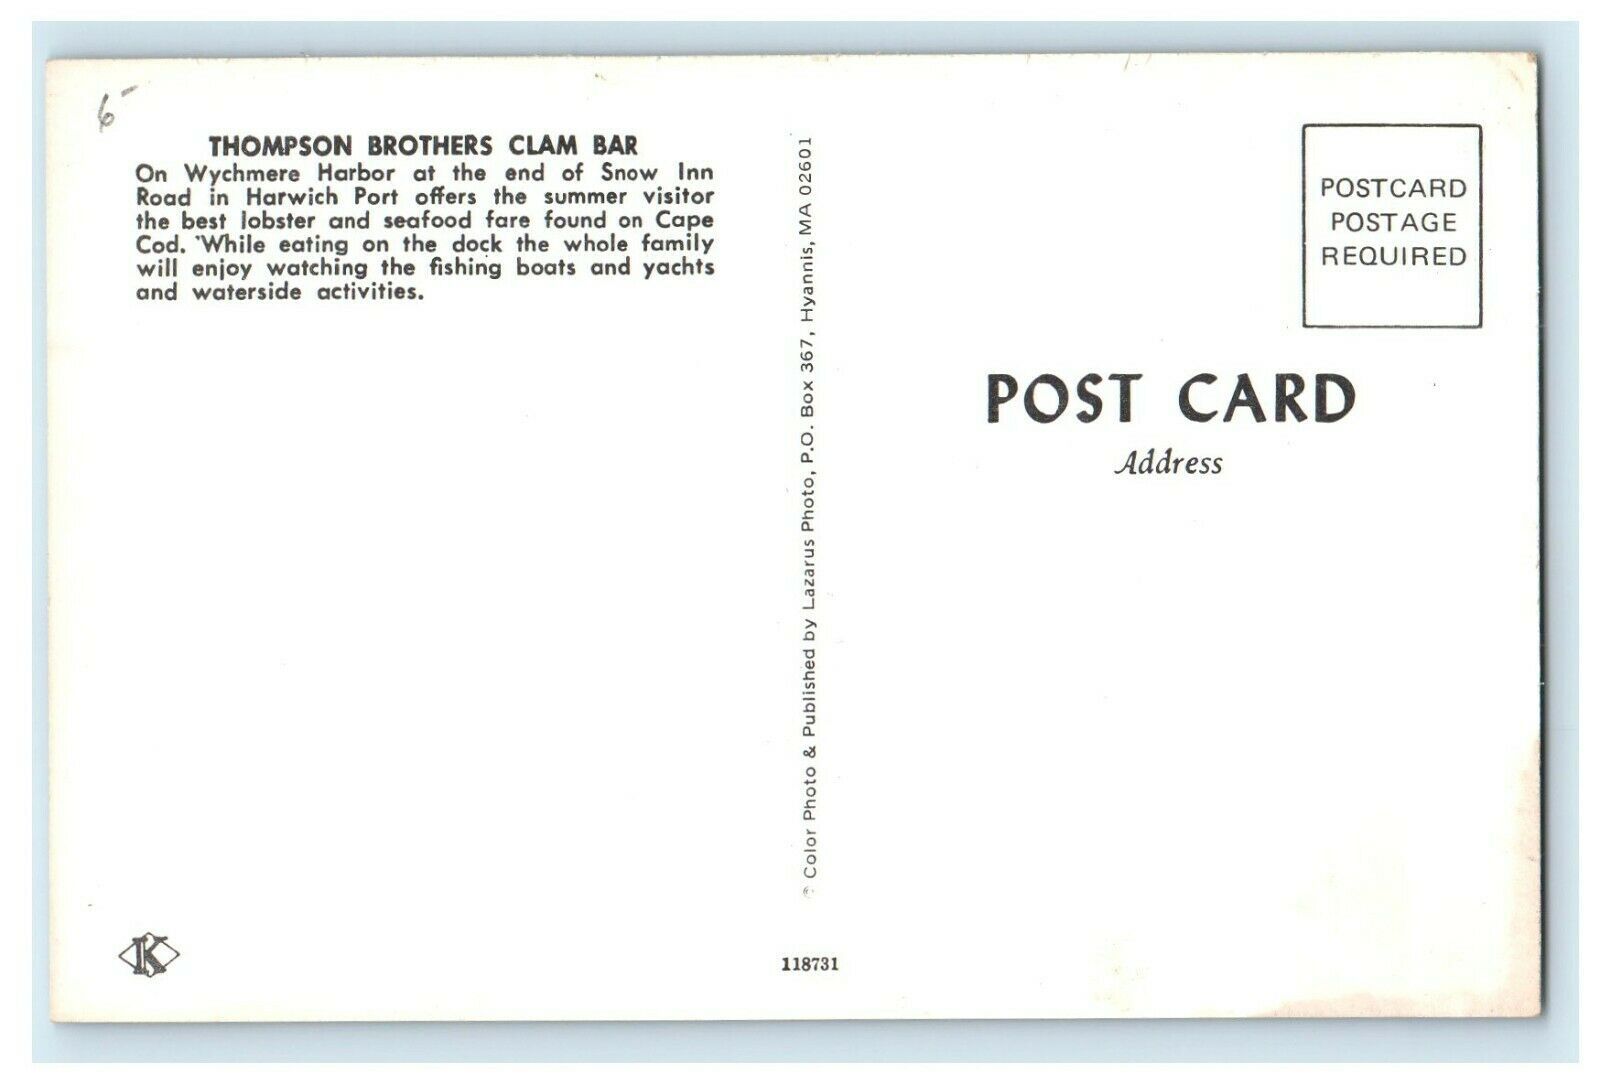 6-
THOMPSON BROTHERS CLAM BAR
On Wychmere Harbor at the end of Snow Inn
Road in Harwich Port offers the summer visitor
the best lobster and seafood fare found on Cape
Cod. 'While eating on the dock the whole family
will enjoy watching the fishing boats and yachts
and waterside activities.
© Color Photo & Published by Lazarus Photo, P.O. Box 367, Hyannis, MA 02601
POSTCARD
POSTAGE
REQUIRED
POST CARD
Address
K
118731